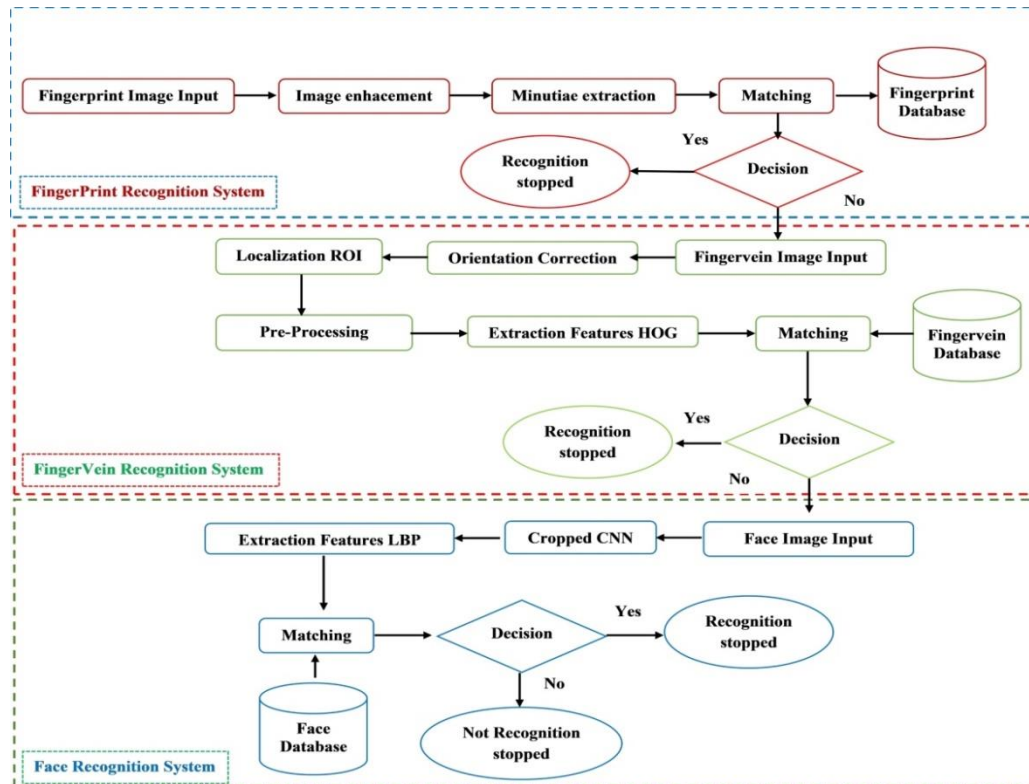 Fingerprint Image Input
Image enhacement
Minutiae extraction
Matching
Fingerprint
Database
Yes
Recognition
stopped
Decision
No
FingerPrint Recognition System
Localization ROI
Orientation Correction
Fingervein Image Input
Pre-Processing
Extraction Features HOG
Matching
Fingervein
Database
Recognition
stopped
Yes
Decision
No
FingerVein Recognition System
Extraction Features LBP
Cropped CNN
Face Image Input
Matching
Decision
Yes
Recognition
stopped
No
Face
Database
Not Recognition
stopped
Face Recognition System